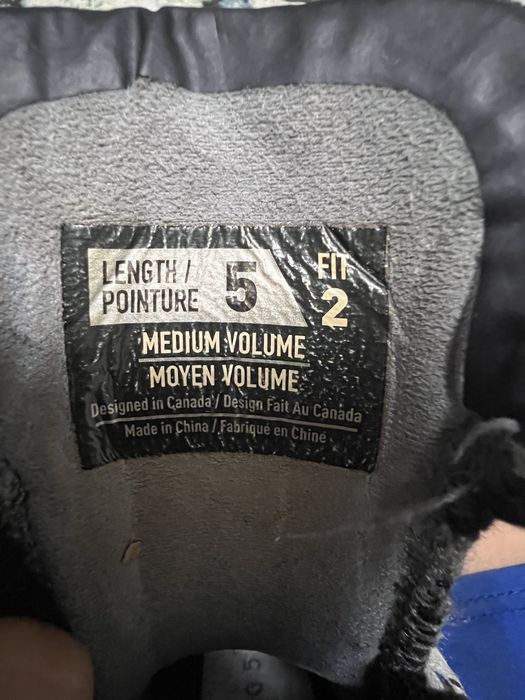 LENGTH /
POINTURE
5
FIT
2
MEDIUM VOLUME
MOYEN VOLUME
Designed in Canada / Design Fait Au Canada
Made in China / Fabriqué en Chine